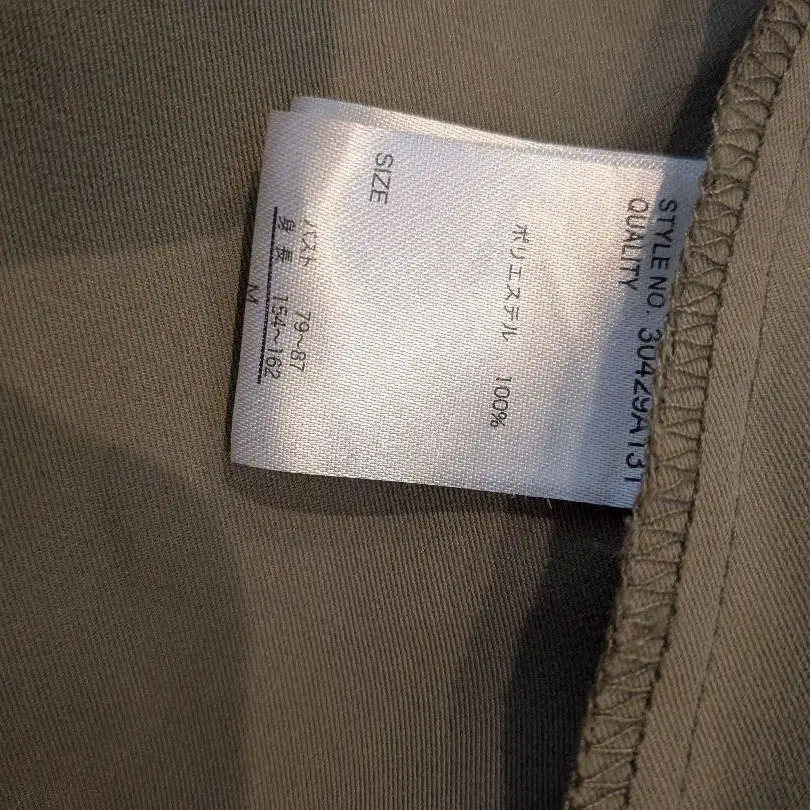 STYLE NO. 30429A131
QUALITY
ポリエステル 100%
SIZE
バスト 79~87
身長 154~162
M